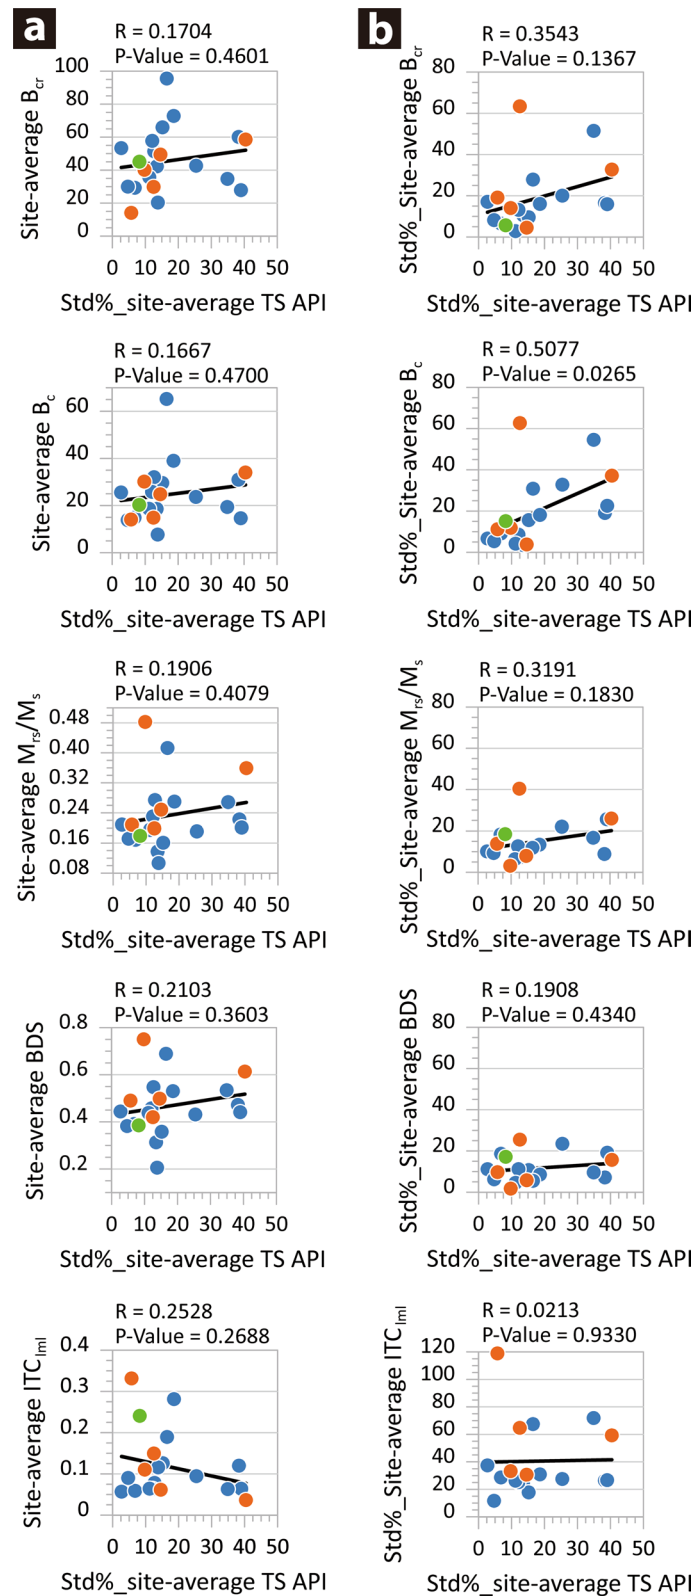 a
R = 0.1704
P-Value = 0.4601
Site-average B_cr
100
80
60
40
20
0
0 10 20 30 40 50
Std%_site-average TS API
R = 0.1667
P-Value = 0.4700
Site-average B_c
60
40
20
0
0 10 20 30 40 50
Std%_site-average TS API
R = 0.1906
P-Value = 0.4079
Site-average M_rs/M_s
0.48
0.40
0.32
0.24
0.16
0.08
0 10 20 30 40 50
Std%_site-average TS API
R = 0.2103
P-Value = 0.3603
Site-average BDS
0.8
0.6
0.4
0.2
0 10 20 30 40 50
Std%_site-average TS API
R = 0.2528
P-Value = 0.2688
Site-average ITC_lml
0.4
0.3
0.2
0.1
0
0 10 20 30 40 50
Std%_site-average TS API
b
R = 0.3543
P-Value = 0.1367
Std%_Site-average B_cr
80
60
40
20
0
0 10 20 30 40 50
Std%_site-average TS API
R = 0.5077
P-Value = 0.0265
Std%_Site-average B_c
80
60
40
20
0
0 10 20 30 40 50
Std%_site-average TS API
R = 0.3191
P-Value = 0.1830
Std%_Site-average M_rs/M_s
80
60
40
20
0
0 10 20 30 40 50
Std%_site-average TS API
R = 0.1908
P-Value = 0.4340
Std%_Site-average BDS
80
60
40
20
0
0 10 20 30 40 50
Std%_site-average TS API
R = 0.0213
P-Value = 0.9330
Std%_Site-average ITC_lml
120
100
80
60
40
20
0
0 10 20 30 40 50
Std%_site-average TS API